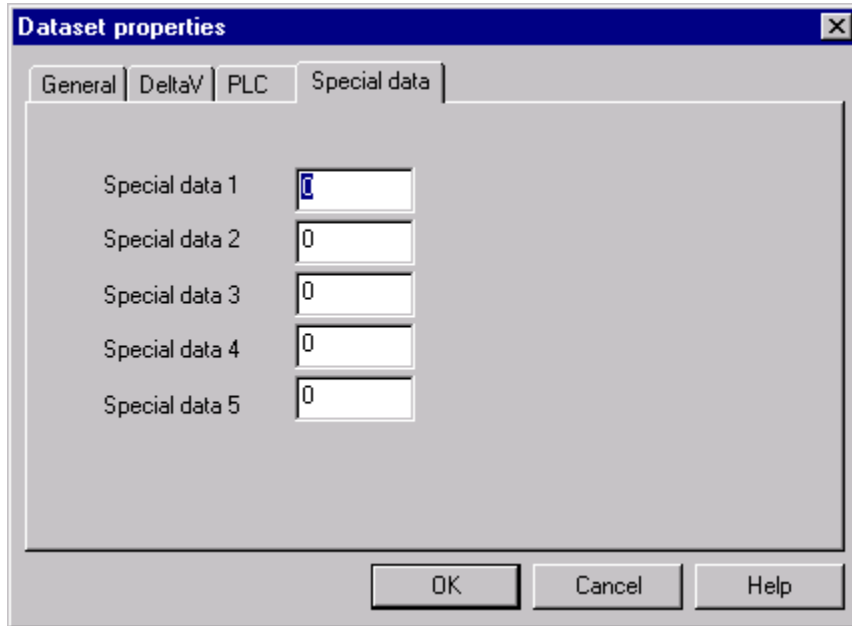 Dataset properties
General DeltaV PLC Special data
Special data 1 0
Special data 2 0
Special data 3 0
Special data 4 0
Special data 5 0
OK Cancel Help